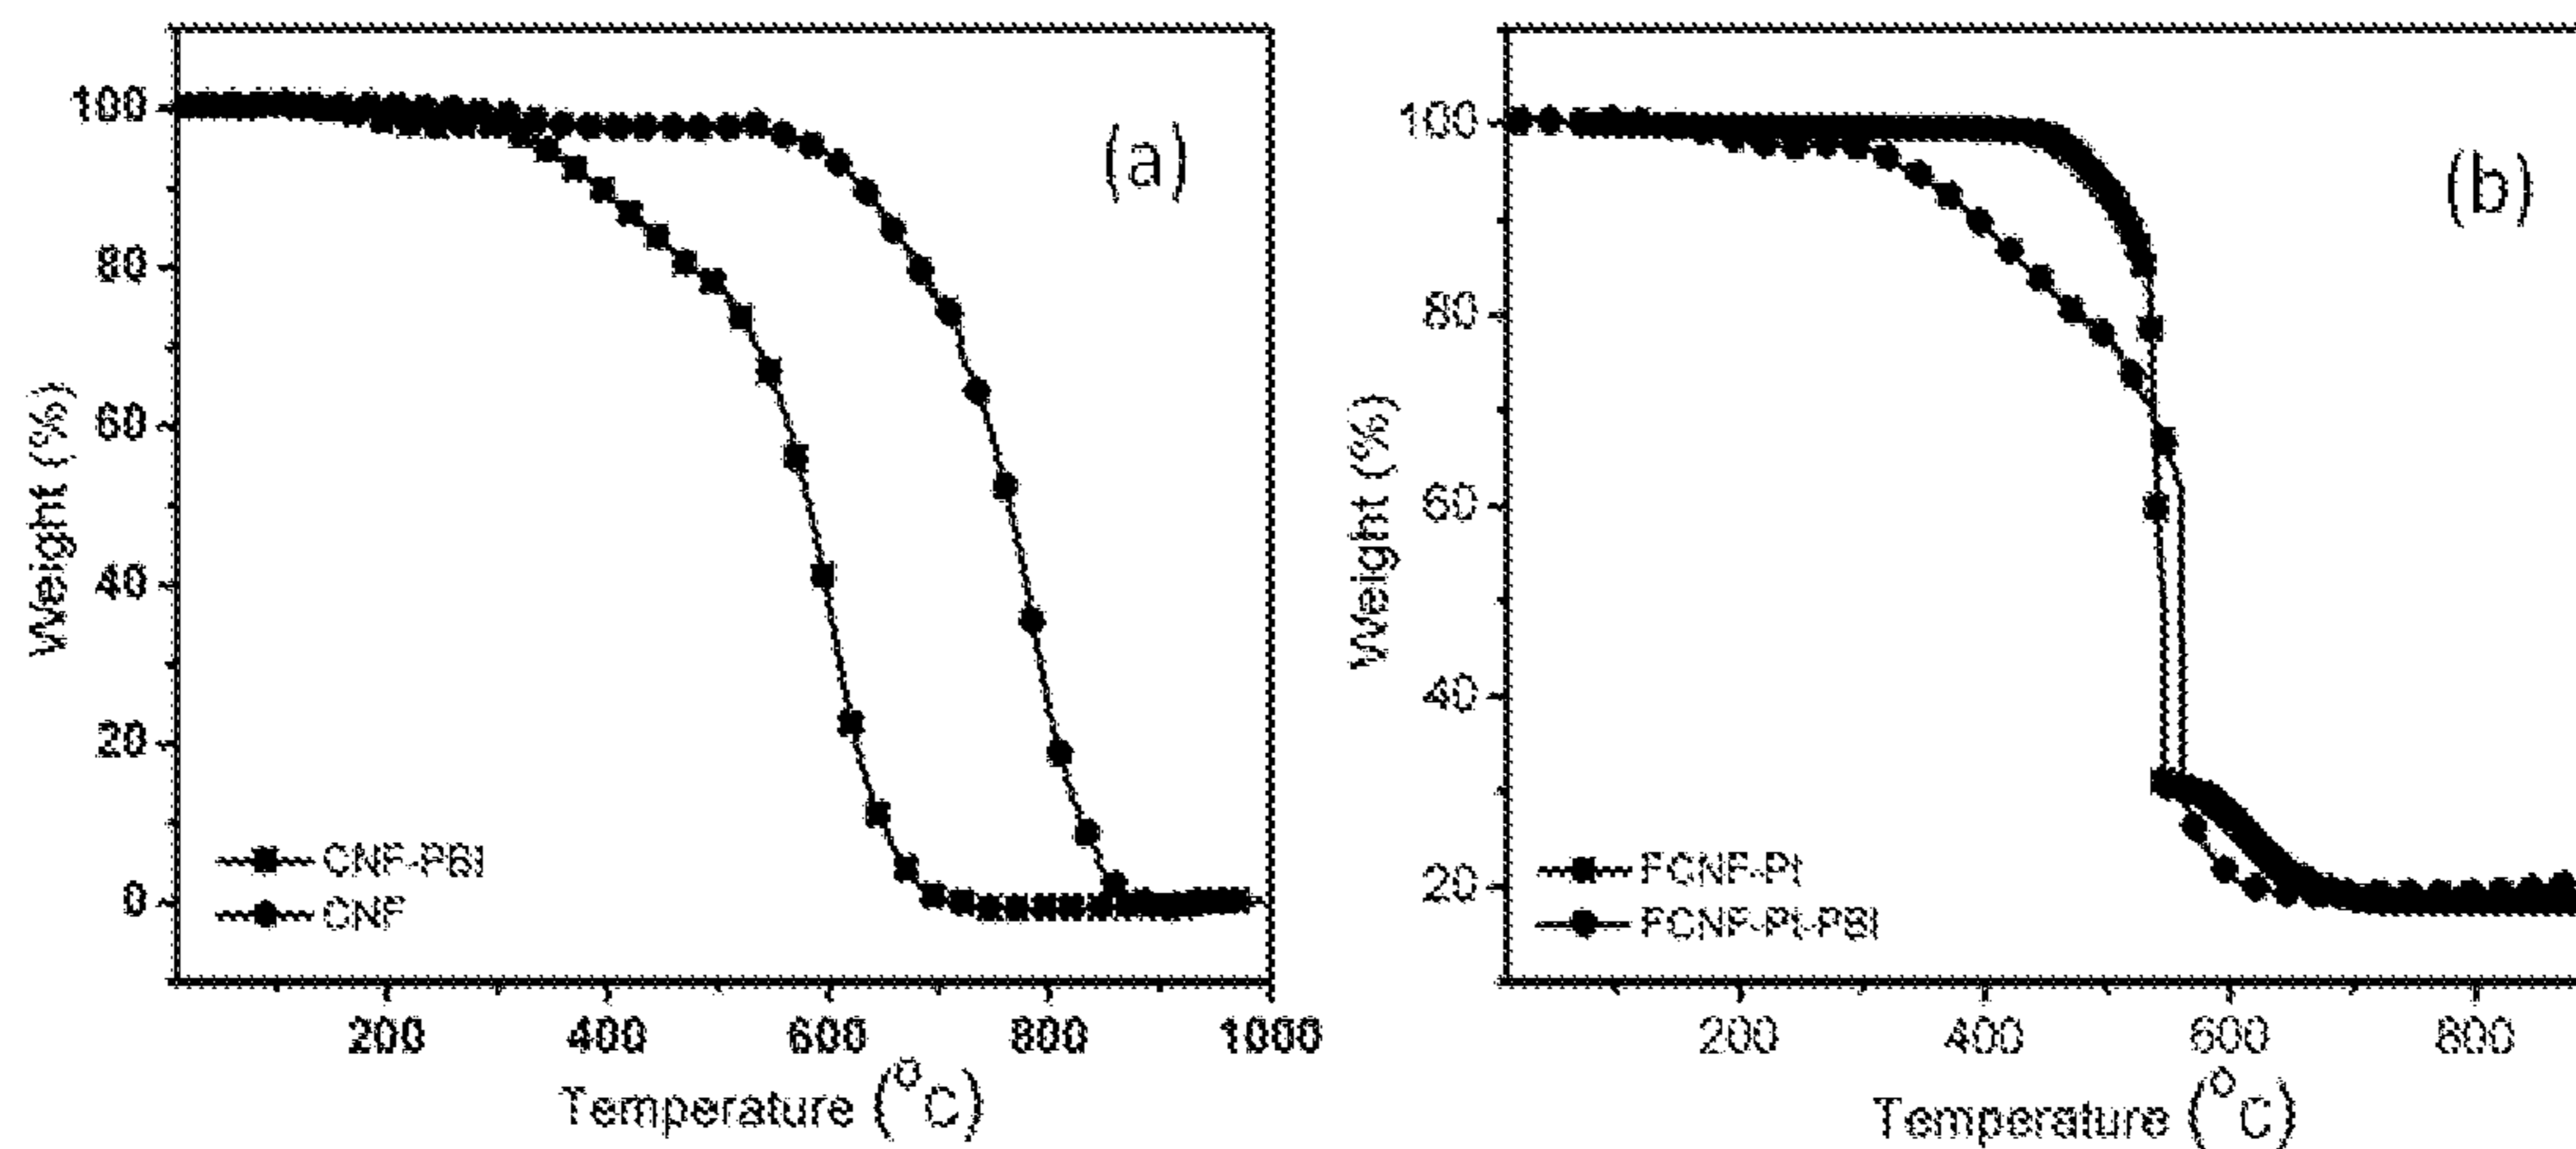 (a)
100
80
60
40
20
0
Weight (%)
CNF-PBI
CNF
200 400 600 800 1000
Temperature (°C)
(b)
100
80
60
40
20
Weight (%)
FCNF-Pt
FCNF-Pt-PBI
200 400 600 800
Temperature (°C)